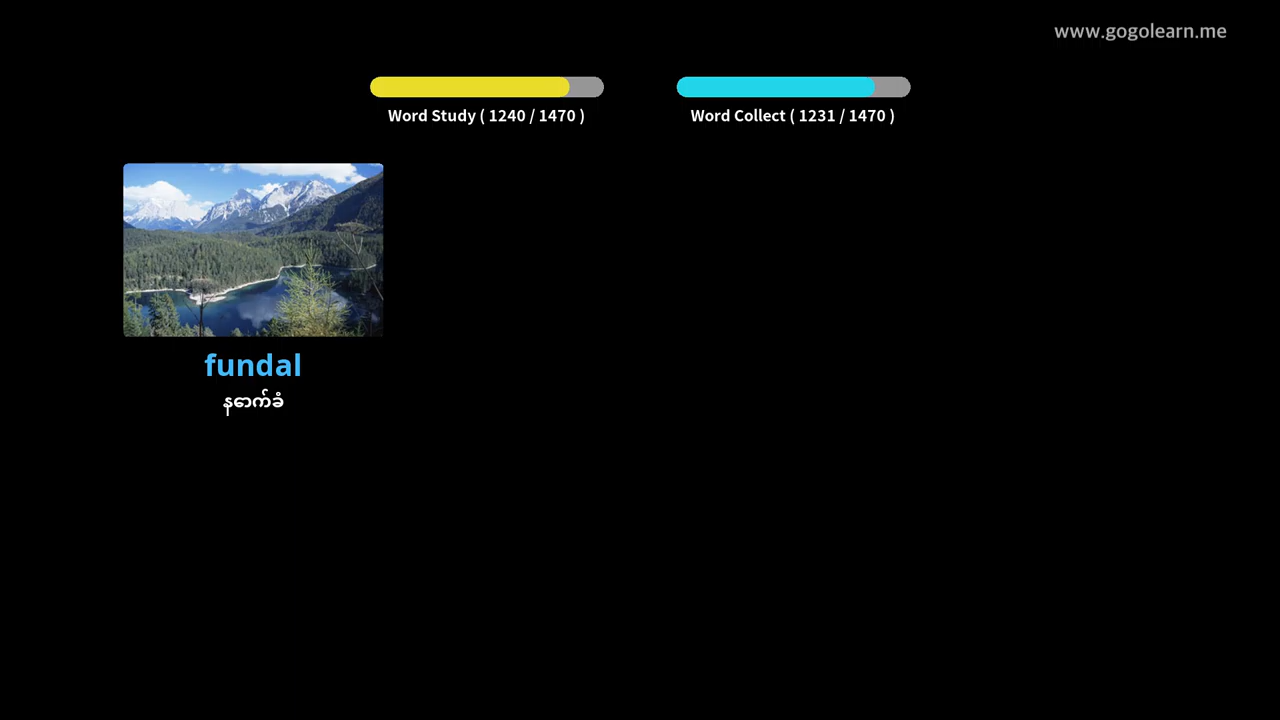 www.gogolearn.me
Word Study ( 1240 / 1470 )
Word Collect ( 1231 / 1470 )
fundal
နောက်ခံ